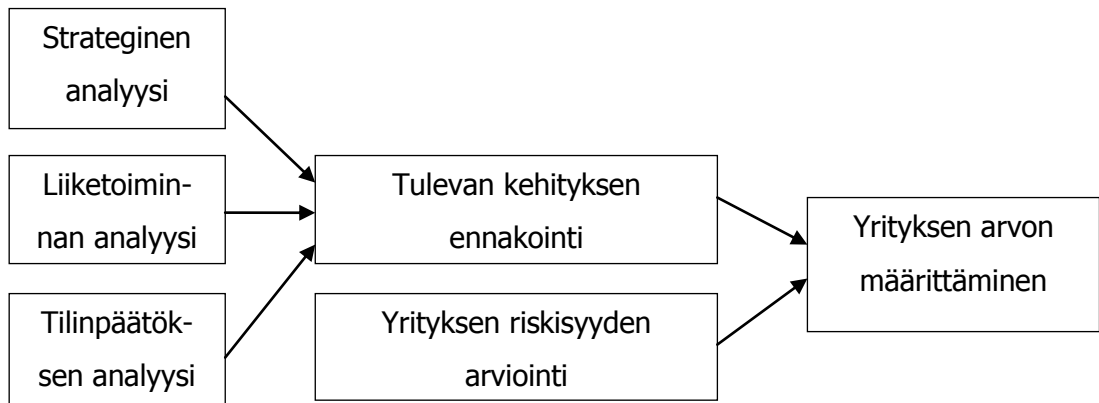 Strateginen
analyysi
Liiketoimin-
nan analyysi
Tilinpäätök-
sen analyysi
Tulevan kehityksen
ennakointi
Yrityksen riskisyyden
arviointi
Yrityksen arvon
määrittäminen